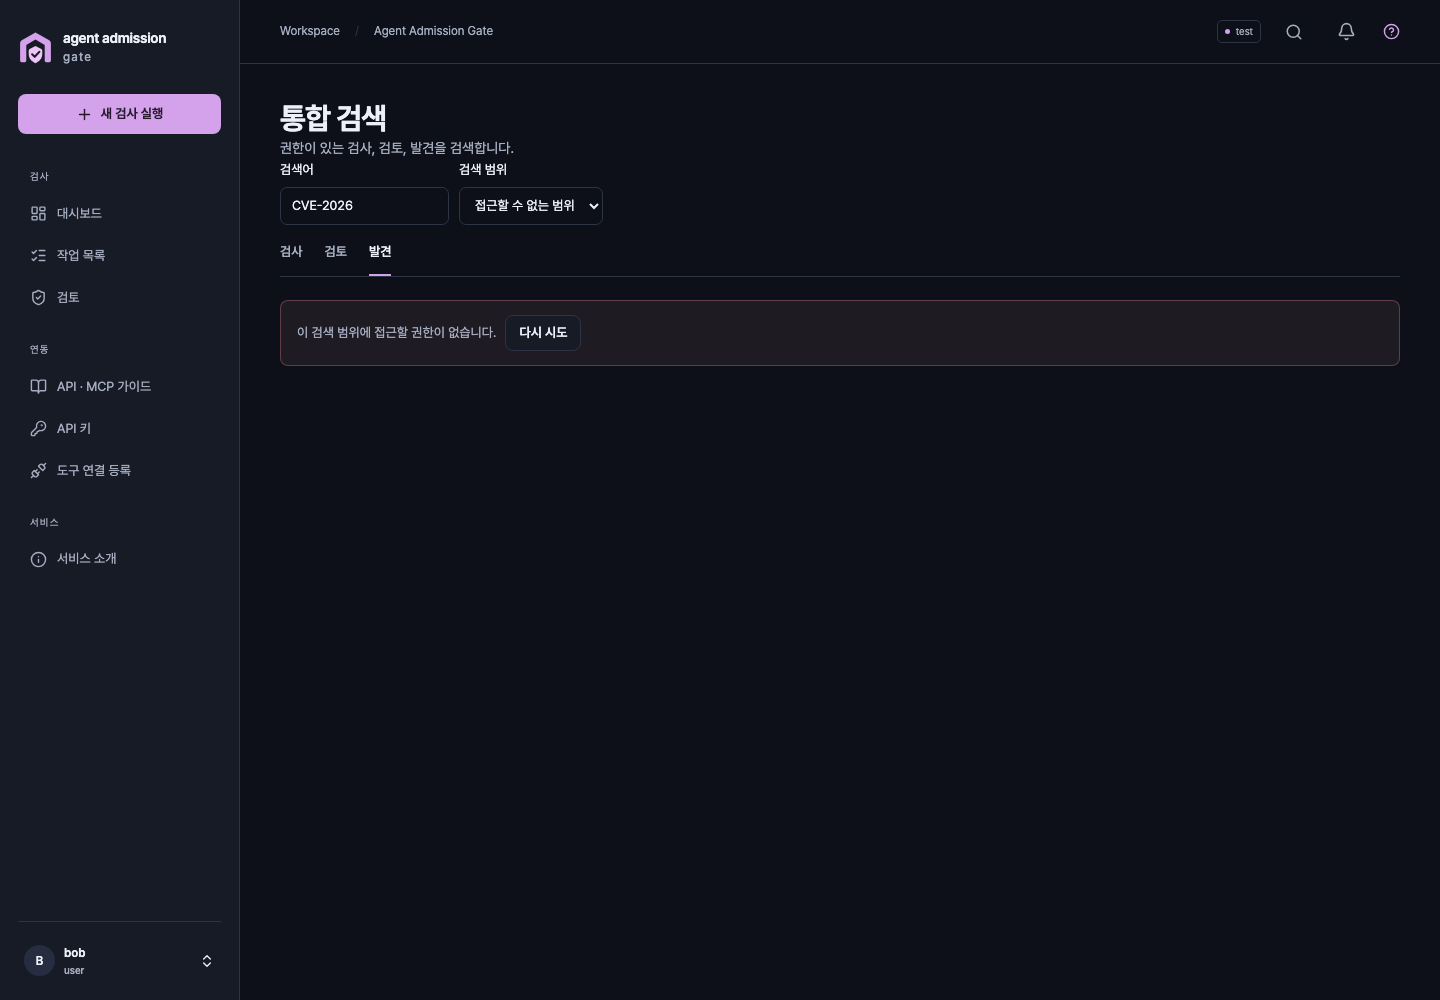 agent admission
gate
새 검사 실행
검사
대시보드
작업 목록
검토
연동
API · MCP 가이드
API 키
도구 연결 등록
서비스
서비스 소개
B
bob
user
Workspace / Agent Admission Gate
test
통합 검색
권한이 있는 검사, 검토, 발견을 검색합니다.
검색어 검색 범위
CVE-2026 접근할 수 없는 범위
검사 검토 발견
이 검색 범위에 접근할 권한이 없습니다. 다시 시도